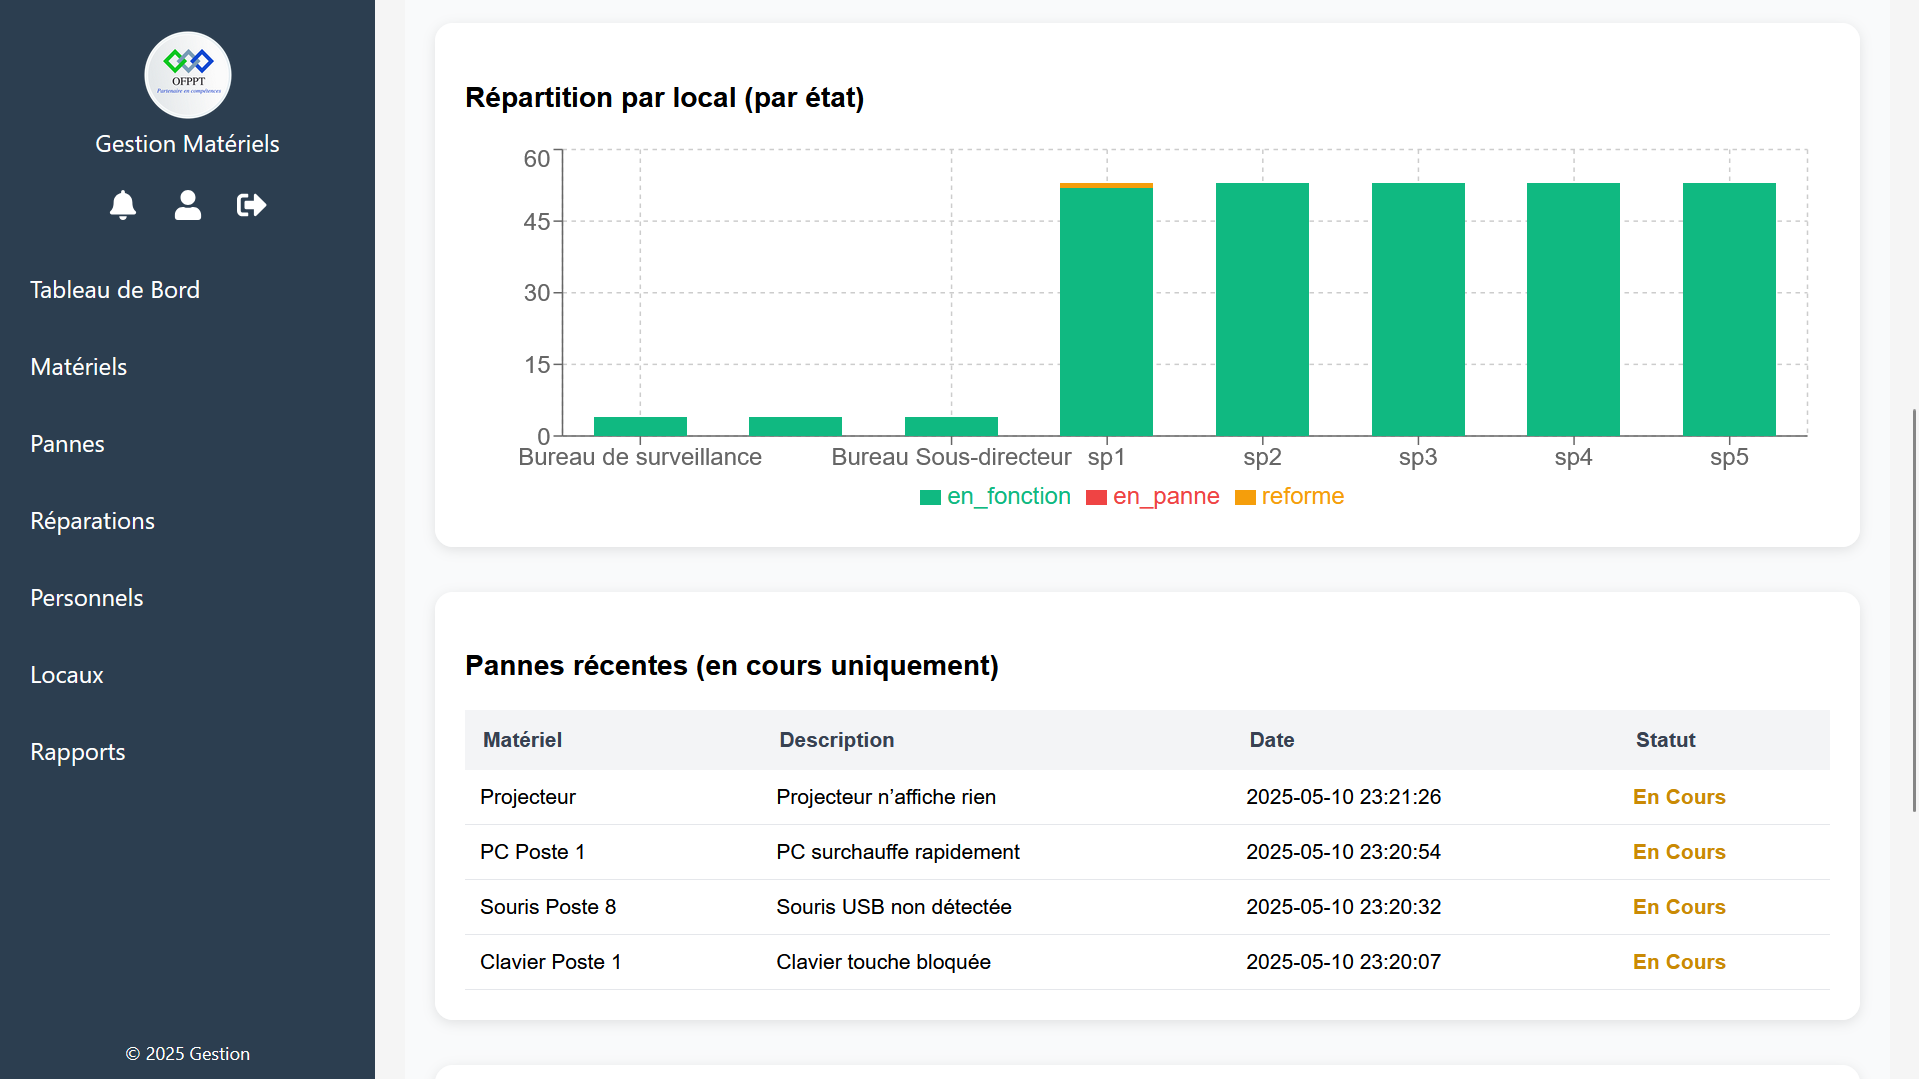 OFPPT
Partenaire en compétences
Gestion Matériels
Tableau de Bord
Matériels
Pannes
Réparations
Personnels
Locaux
Rapports
© 2025 Gestion
Répartition par local (par état)
60
45
30
15
0
Bureau de surveillance Bureau Sous-directeur sp1 sp2 sp3 sp4 sp5
en_fonction en_panne reforme
Pannes récentes (en cours uniquement)
Matériel Description Date Statut
Projecteur Projecteur n’affiche rien 2025-05-10 23:21:26 En Cours
PC Poste 1 PC surchauffe rapidement 2025-05-10 23:20:54 En Cours
Souris Poste 8 Souris USB non détectée 2025-05-10 23:20:32 En Cours
Clavier Poste 1 Clavier touche bloquée 2025-05-10 23:20:07 En Cours